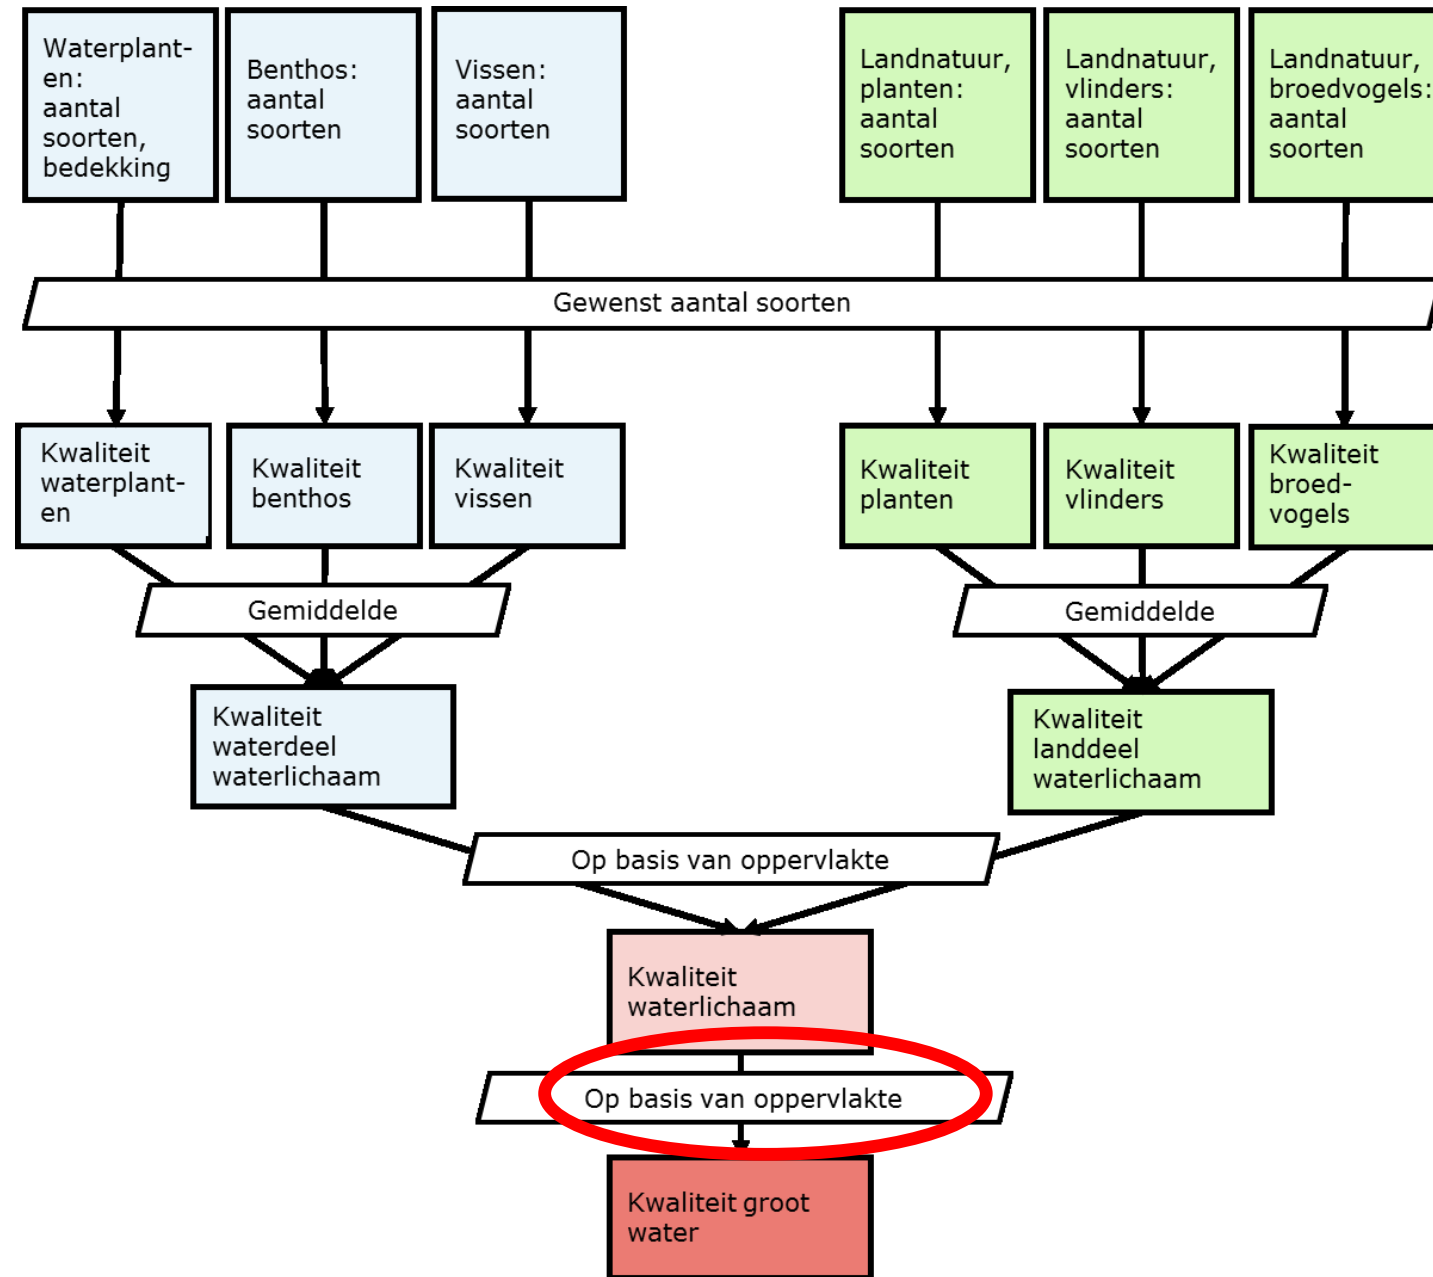 Waterplant-
en:
aantal
soorten,
bedekking
Benthos:
aantal
soorten
Vissen:
aantal
soorten
Landnatuur,
planten:
aantal
soorten
Landnatuur,
vlinders:
aantal
soorten
Landnatuur,
broedvogels:
aantal
soorten
Gewenst aantal soorten
Kwaliteit
waterplant-
en
Kwaliteit
benthos
Kwaliteit
vissen
Kwaliteit
planten
Kwaliteit
vlinders
Kwaliteit
broed-
vogels
Gemiddelde
Gemiddelde
Kwaliteit
waterdeel
waterlichaam
Kwaliteit
landdeel
waterlichaam
Op basis van oppervlakte
Kwaliteit
waterlichaam
Op basis van oppervlakte
Kwaliteit groot
water